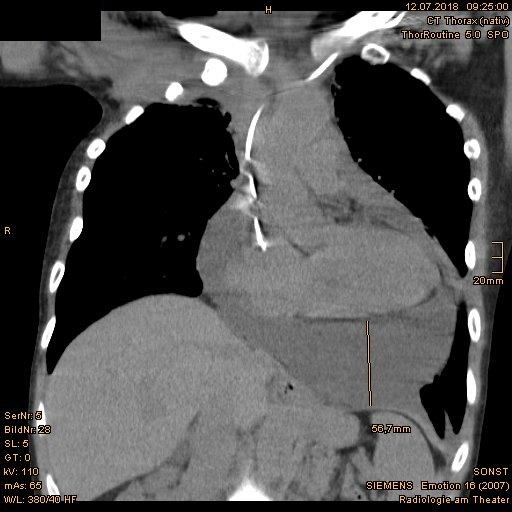 H
12.07.2018 09:25:00
CT Thorax (nativ)
ThorRoutine 5.0 SPO
R
20mm
56,7mm
SerNr: 5
BildNr: 28
SL: 5
GT: 0
kV: 110
mAs: 65
W/L: 380/40 HF
SONST
SIEMENS Emotion 16 (2007)
Radiologie am Theater